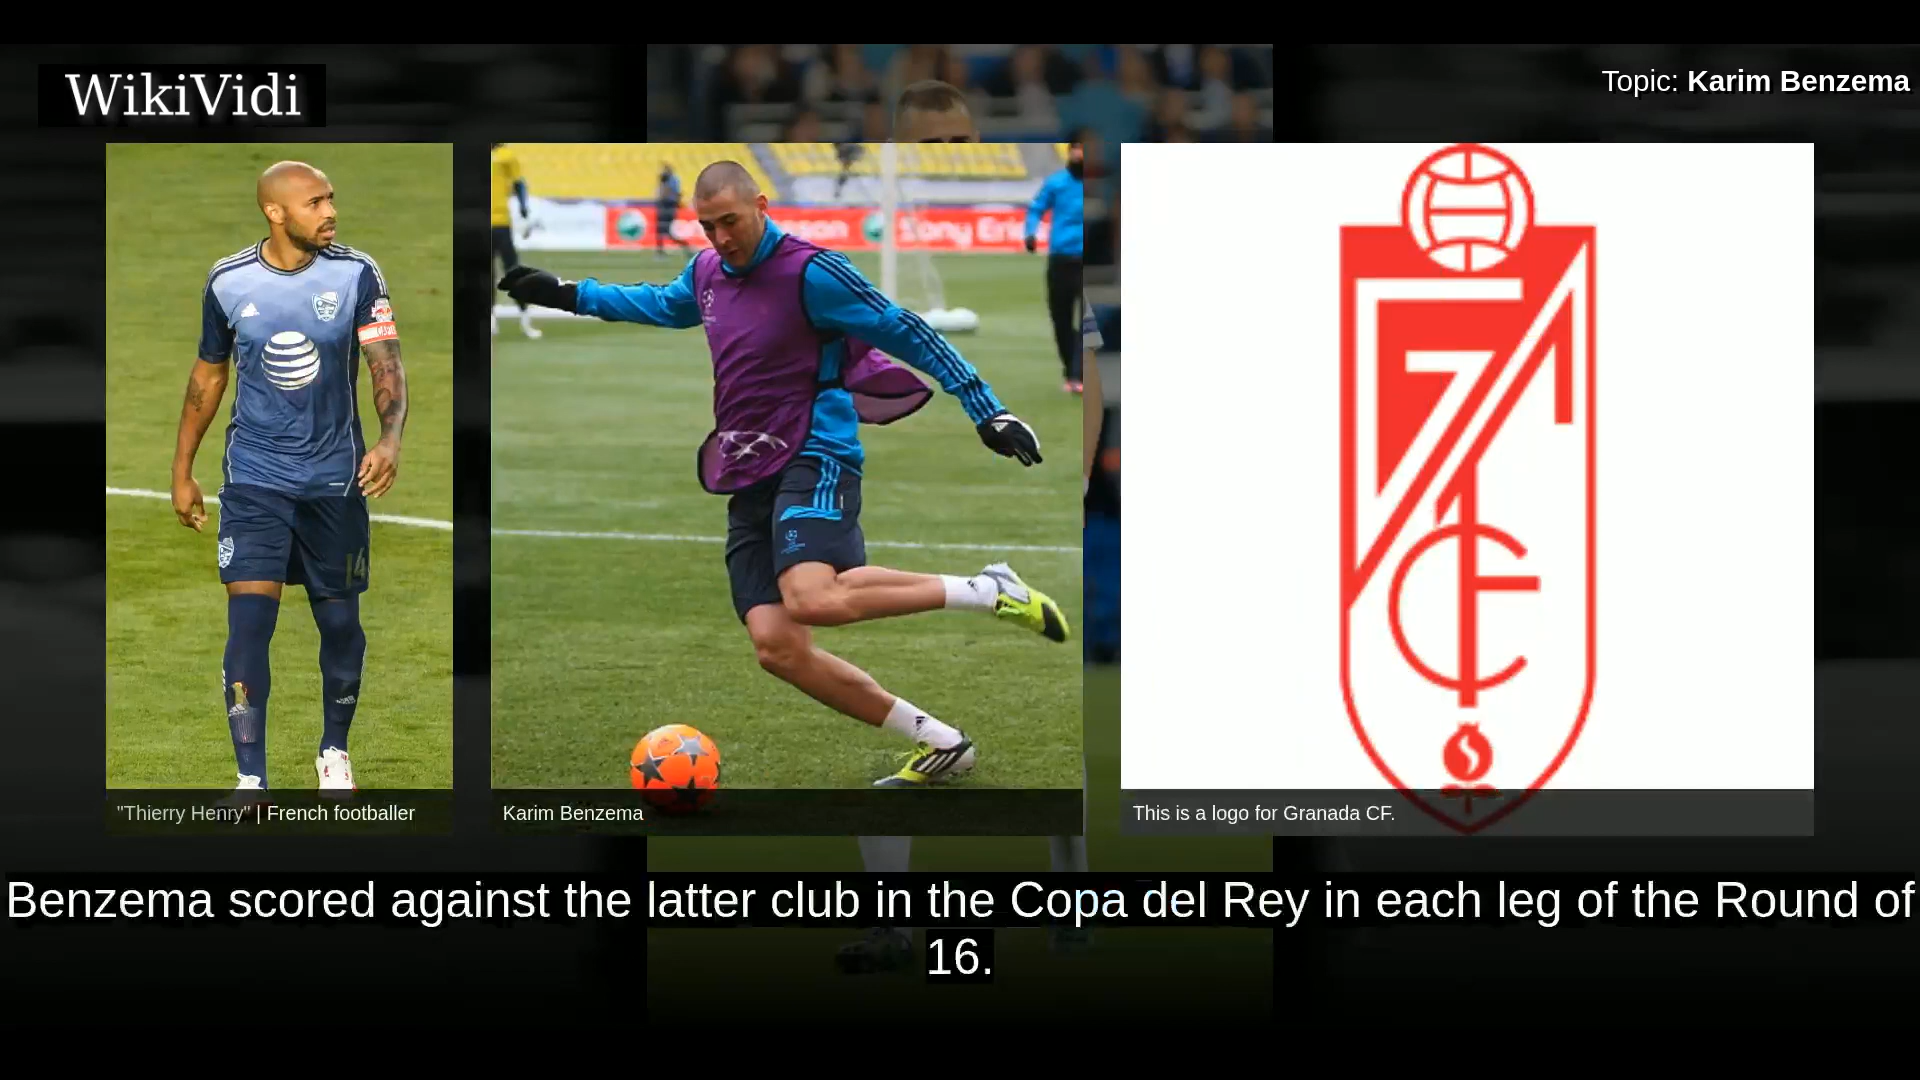 WikiVidi
Topic: Karim Benzema
"Thierry Henry" | French footballer
Karim Benzema
This is a logo for Granada CF.
14
Benzema scored against the latter club in the Copa del Rey in each leg of the Round of
16.